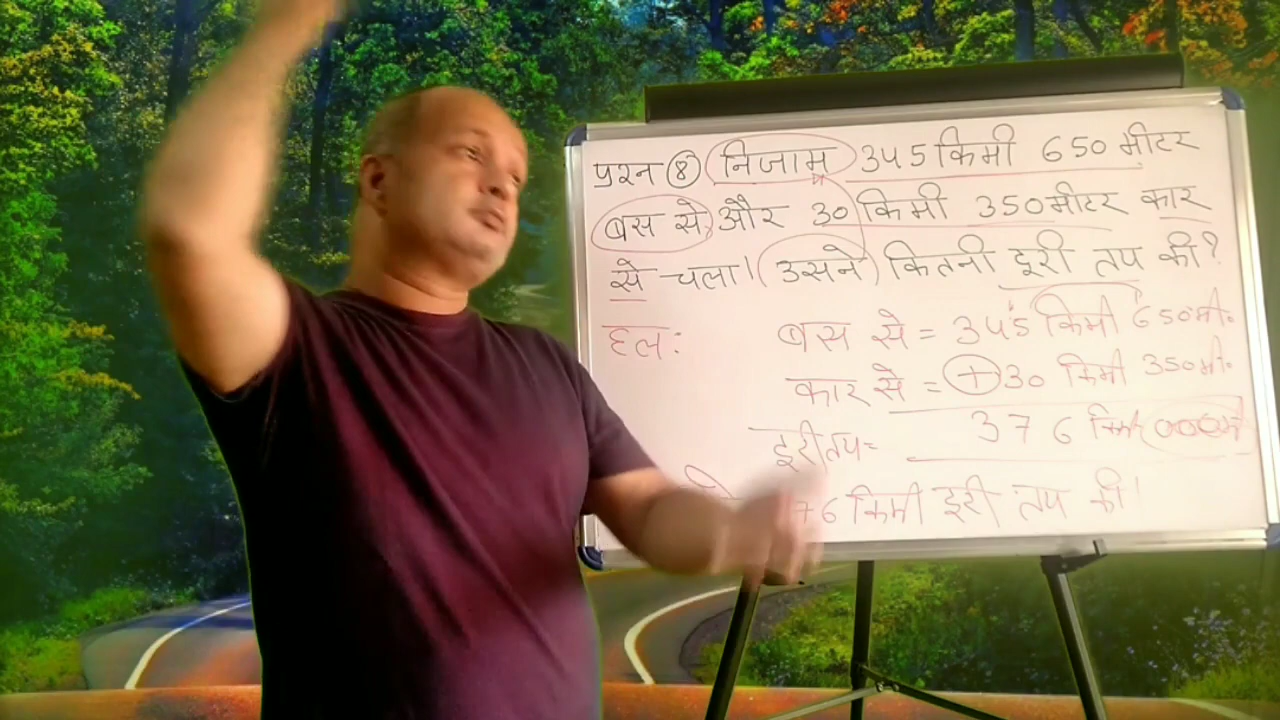 प्रश्न ⑧ निजाम 345 किमी 650 मीटर
बस से और 30 किमी 350 मीटर कार
से चला। उसने कितनी दूरी तय की?
हल: बस से = 345 किमी 650 मी॰
कार से = + 30 किमी 350 मी॰
दूरी तय = 376 किमी 000 मी
76 किमी दूरी तय की।